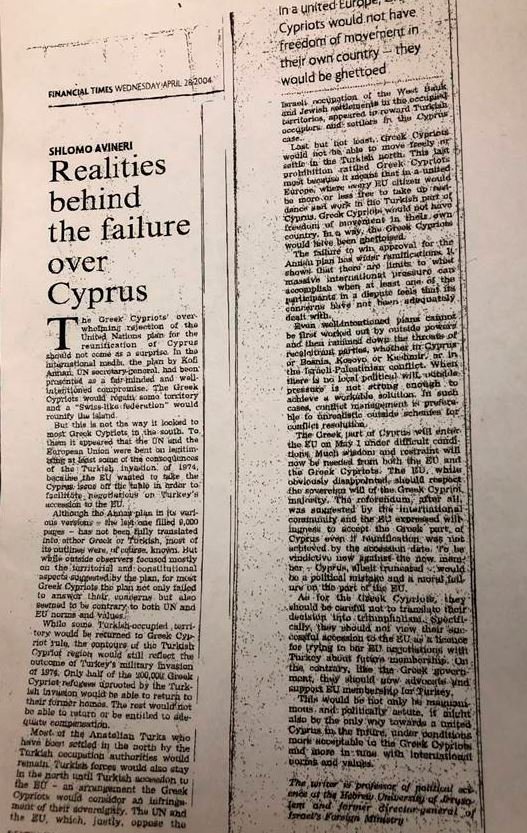 FINANCIAL TIMES WEDNESDAY APRIL 28 2004
SHLOMO AVINERI
Realities
behind
the failure
over
Cyprus
The Greek Cypriots' over-
whelming rejection of the
United Nations plan for the
reunification of Cyprus
should not come as a surprise. In the
international media, the plan by Kofi
Annan, UN secretary-general, had been
presented as a fair-minded and well-
intentioned compromise. The Greek
Cypriots would regain some territory
and a "Swiss-like federation" would
reunify the island.
But this is not the way it looked to
most Greek Cypriots in the south. To
them it appeared that the UN and the
European Union were bent on legitim-
ising at least some of the consequences
of the Turkish invasion of 1974,
because the EU wanted to take the
Cyprus issue off the table in order to
facilitate negotiations on Turkey's
accession to the EU.
Although the Annan plan in its vari-
ous versions - the last one filled 9,000
pages - has not been fully translated
into either Greek or Turkish, most of
its outlines were, of course, known. But
while outside observers focused mostly
on the territorial and constitutional
aspects suggested by the plan, for most
Greek Cypriots the plan not only failed
to answer their concerns but also
seemed to be contrary to both UN and
EU norms and values.
While some Turkish-occupied terri-
tory would be returned to Greek Cyp-
riot rule, the contours of the Turkish
Cypriot region would still reflect the
outcome of Turkey's military invasion
of 1974. Only half of the 200,000 Greek
Cypriot refugees uprooted by the Turk-
ish invasion would be able to return to
their former homes. The rest would not
be able to return or be entitled to ade-
quate compensation.
Most of the Anatolian Turks who
have been settled in the north by the
Turkish occupation authorities would
remain. Turkish forces would also stay
in the north until Turkish accession to
the EU - an arrangement the Greek
Cypriots would consider an infringe-
ment of their sovereignty. The UN and
the EU, which, justly, oppose the
In a united Europe,
Cypriots would not have
freedom of movement in
their own country – they
would be ghettoed
Israeli occupation of the West Bank
and Jewish settlements in the occupied
territories, appeared to reward Turkish
occupiers and settlers in the Cyprus
case.
Last but not least, Greek Cypriots
would not be able to move freely or
settle in the Turkish north. This last
prohibition rattled Greek Cypriots
most because it meant that in a united
Europe, where every EU citizen would
be more or less free to take up resi-
dence and work in the Turkish part of
Cyprus, Greek Cypriots would not have
freedom of movement in their own
country. In a way, the Greek Cypriots
would have been ghettoised.
The failure to win approval for the
Annan plan has wider ramifications. It
shows that there are limits to what
massive international pressure can
accomplish when at least one of the
participants in a dispute feels that its
concerns have not been adequately
dealt with.
Even well-intentioned plans cannot
be first worked out by outside powers
and then rammed down the throats of
recalcitrant parties, whether in Cyprus
or Bosnia, Kosovo or Kashmir, or in
the Israeli-Palestinian conflict. When
there is no local political will, outside
pressure is not strong enough to
achieve a workable solution. In such
cases, conflict management is prefera-
ble to unrealistic outside schemes for
conflict resolution.
The Greek part of Cyprus will enter
the EU on May 1 under difficult condi-
tions. Much wisdom and restraint will
now be needed from both the EU and
the Greek Cypriots. The EU, while
obviously disappointed, should respect
the sovereign will of the Greek Cypriot
majority. The referendum, after all,
was suggested by the international
community and the EU expressed will-
ingness to accept the Greek part of
Cyprus even if reunification was not
achieved by the accession date. To be
vindictive now against the new mem-
ber - Cyprus, albeit truncated - would
be a political mistake and a moral fail-
ure on the part of the EU.
As for the Greek Cypriots, they
should be careful not to translate their
decision into triumphalism. Specifi-
cally, they should not view their suc-
cessful accession to the EU as a licence
for trying to bar EU negotiations with
Turkey about future membership. On
the contrary, like the Greek govern-
ment, they should now advocate and
support EU membership for Turkey.
This would be not only be magnani-
mous and politically astute, it might
also be the only way towards a united
Cyprus in the future, under conditions
more acceptable to the Greek Cypriots
and more in tune with international
norms and values.
The writer is professor of political sci-
ence at the Hebrew University of Jerusa-
lem and former director-general of
Israel's Foreign Ministry